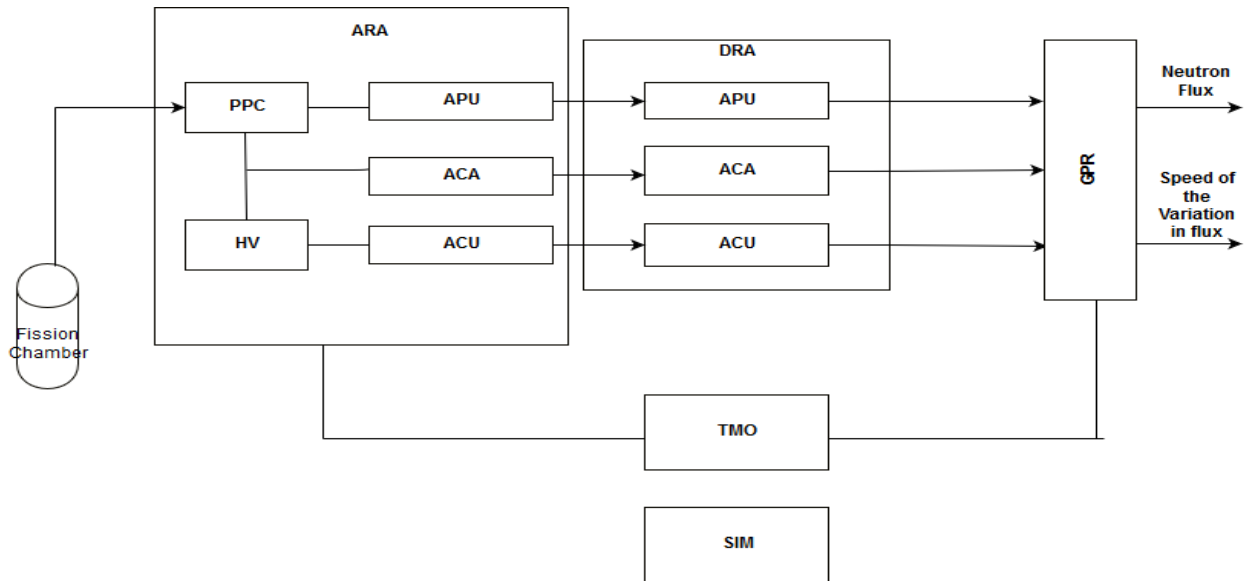 ARA
DRA
PPC
APU
APU
Neutron
Flux
ACA
ACA
GPR
Speed of
the
Variation
in flux
HV
ACU
ACU
Fission
Chamber
TMO
SIM